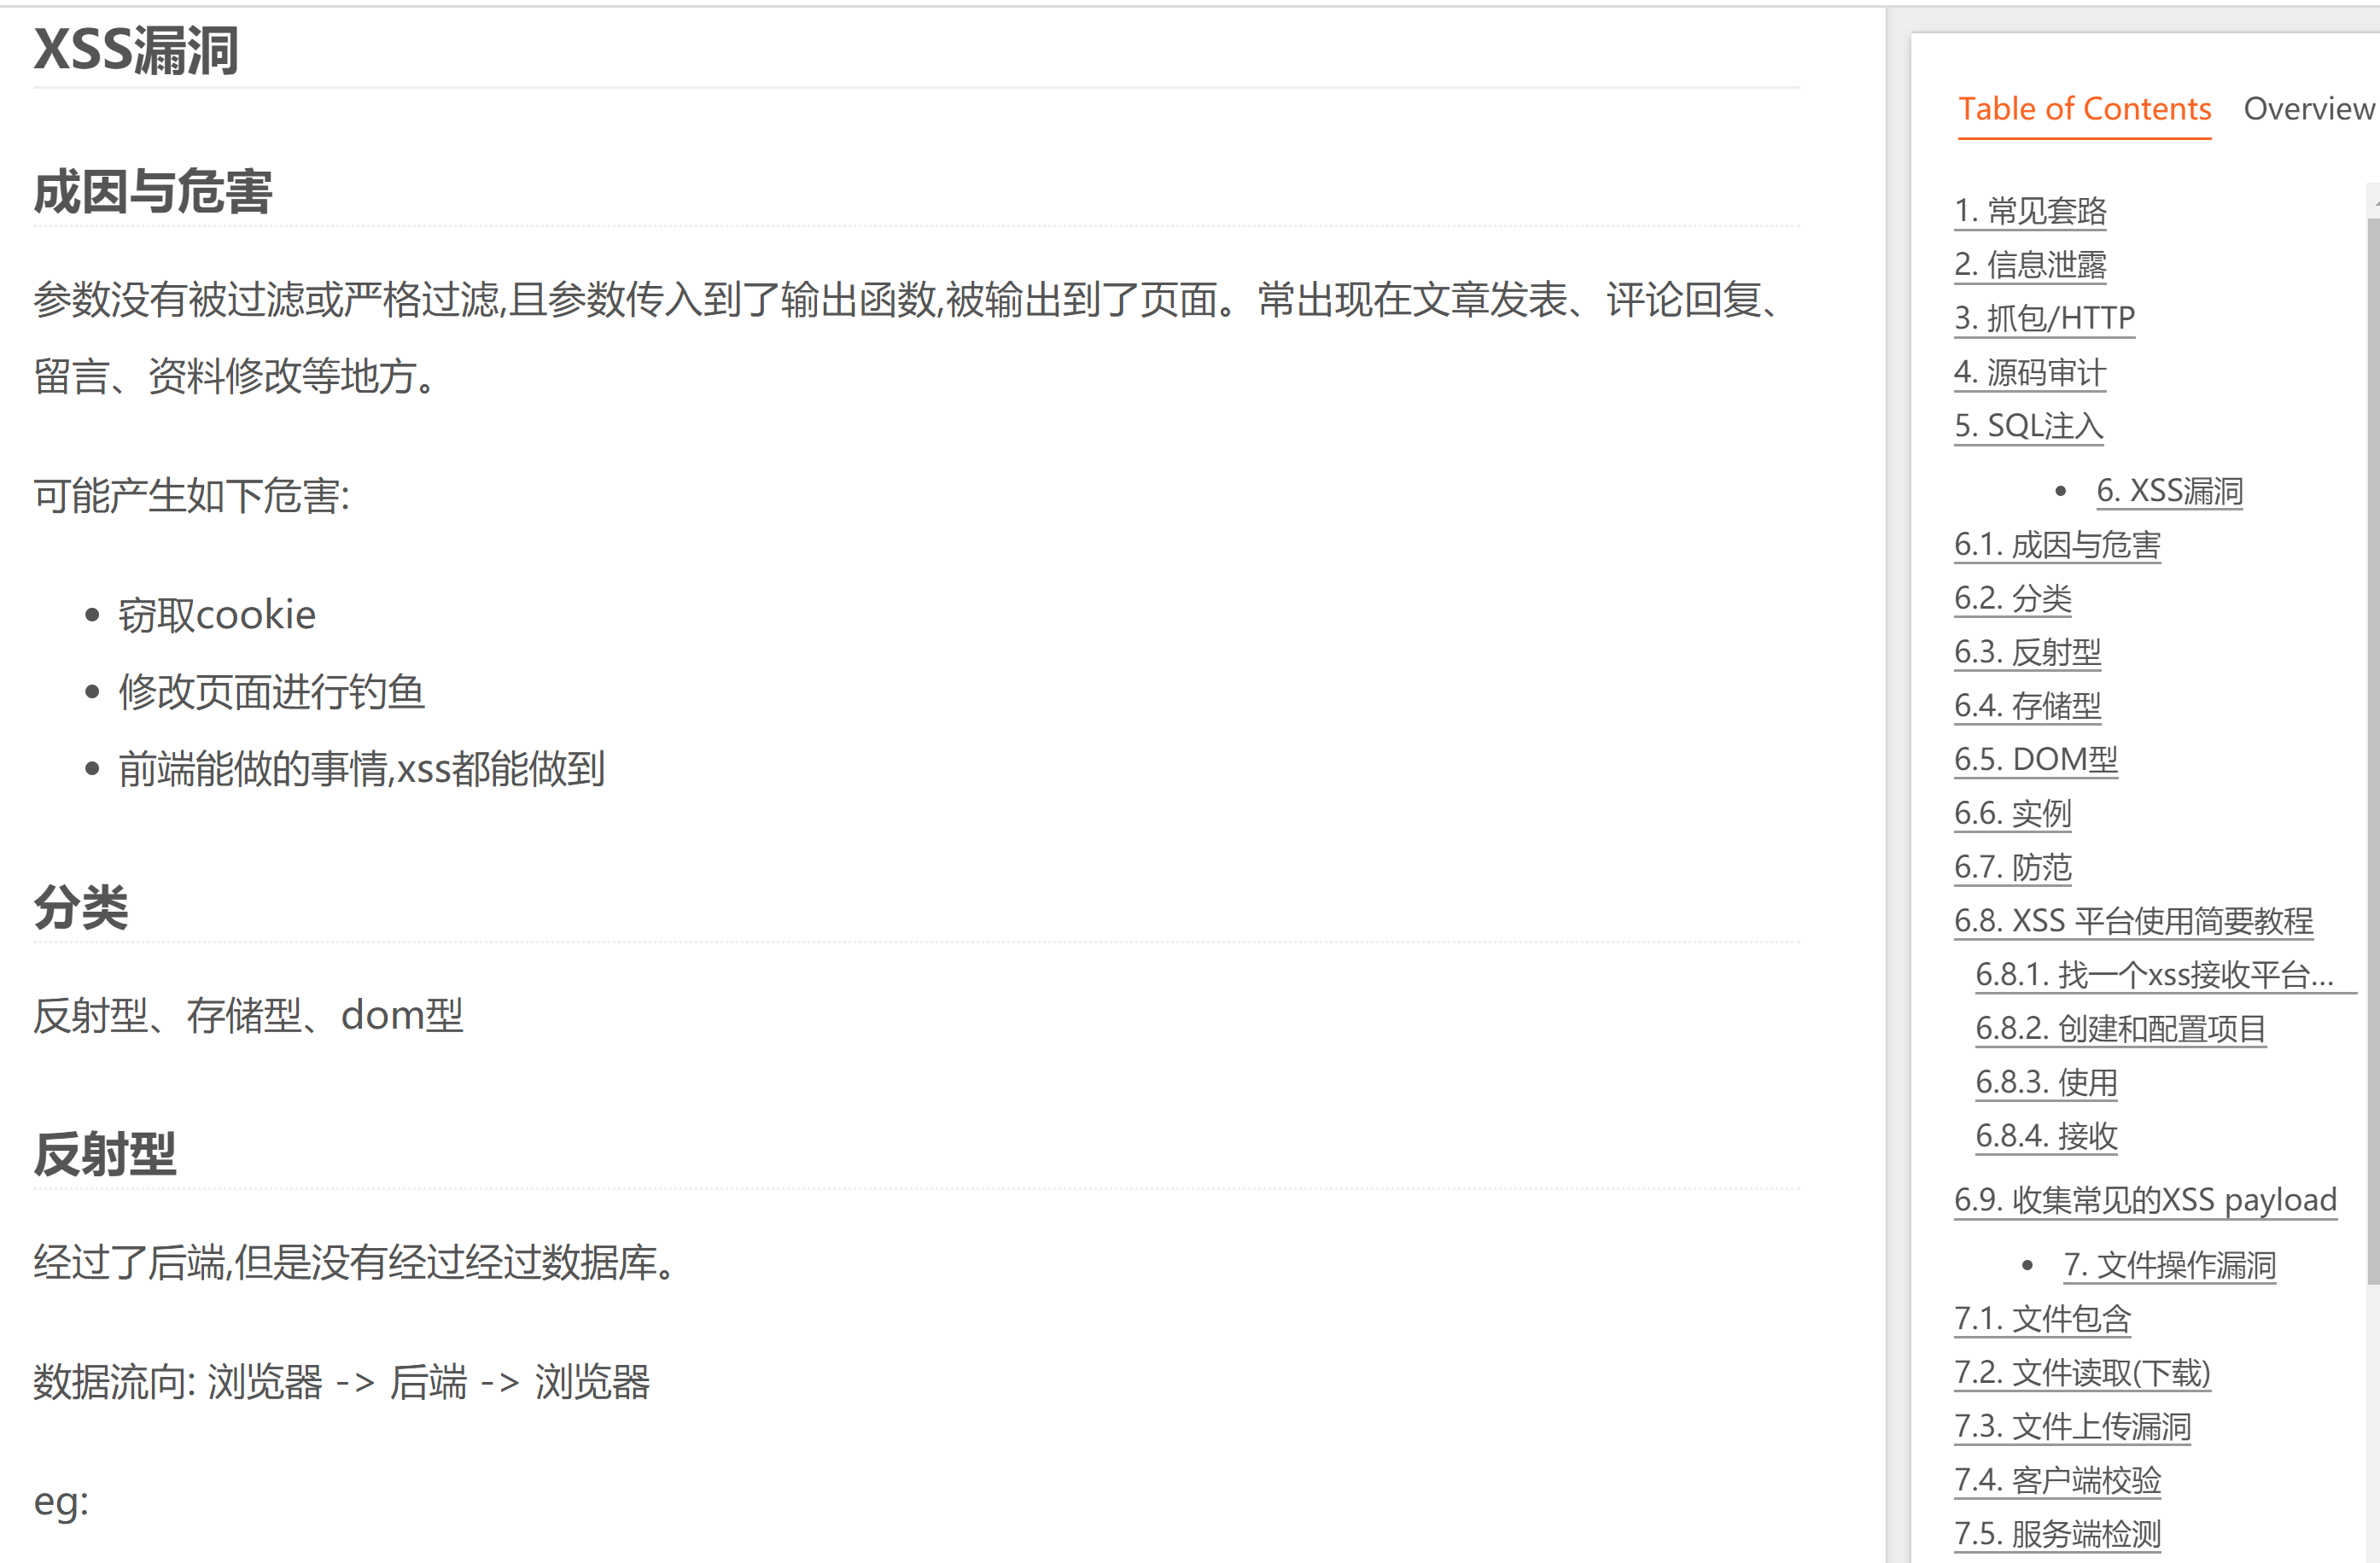 XSS漏洞
成因与危害
参数没有被过滤或严格过滤,且参数传入到了输出函数,被输出到了页面。常出现在文章发表、评论回复、
留言、资料修改等地方。
可能产生如下危害:
• 窃取cookie
• 修改页面进行钓鱼
• 前端能做的事情,xss都能做到
分类
反射型、存储型、dom型
反射型
经过了后端,但是没有经过经过数据库。
数据流向: 浏览器 -> 后端 -> 浏览器
eg:
Table of Contents Overview
1. 常见套路
2. 信息泄露
3. 抓包/HTTP
4. 源码审计
5. SQL注入
• 6. XSS漏洞
6.1. 成因与危害
6.2. 分类
6.3. 反射型
6.4. 存储型
6.5. DOM型
6.6. 实例
6.7. 防范
6.8. XSS 平台使用简要教程
6.8.1. 找一个xss接收平台...
6.8.2. 创建和配置项目
6.8.3. 使用
6.8.4. 接收
6.9. 收集常见的XSS payload
• 7. 文件操作漏洞
7.1. 文件包含
7.2. 文件读取(下载)
7.3. 文件上传漏洞
7.4. 客户端校验
7.5. 服务端检测